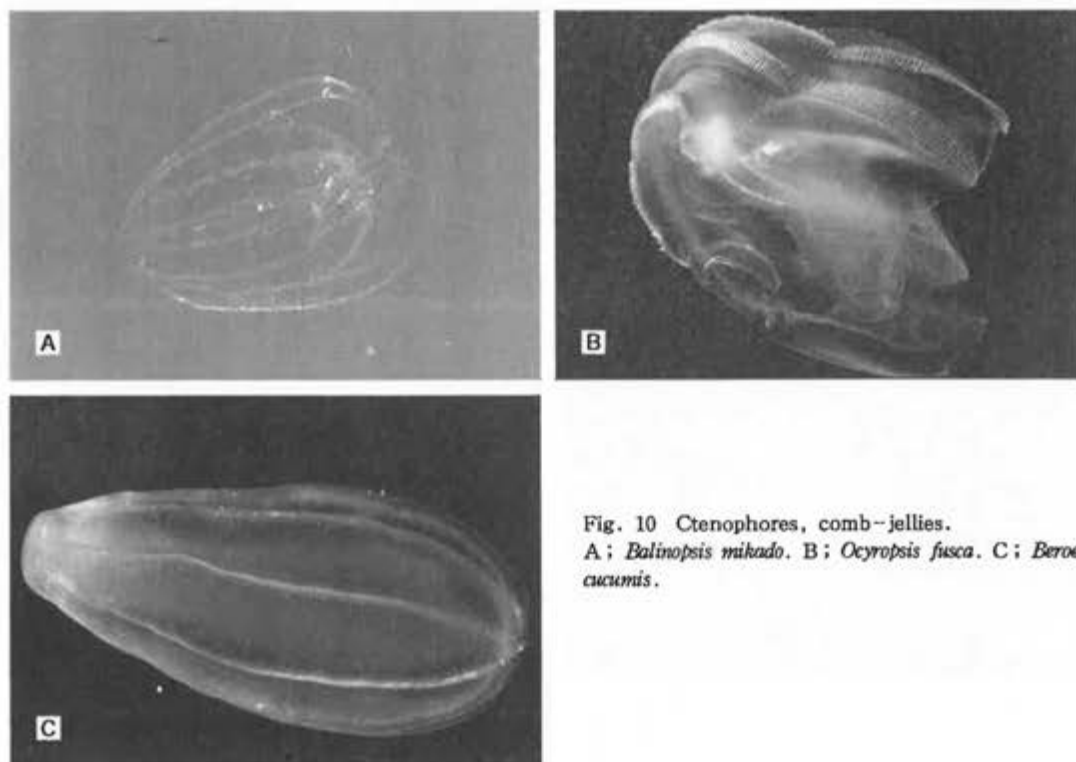 A
B
C
Fig. 10 Ctenophores, comb-jellies.
A ; Balinopsis mikado. B ; Ocyropsis fusca. C ; Beroe
cucumis.